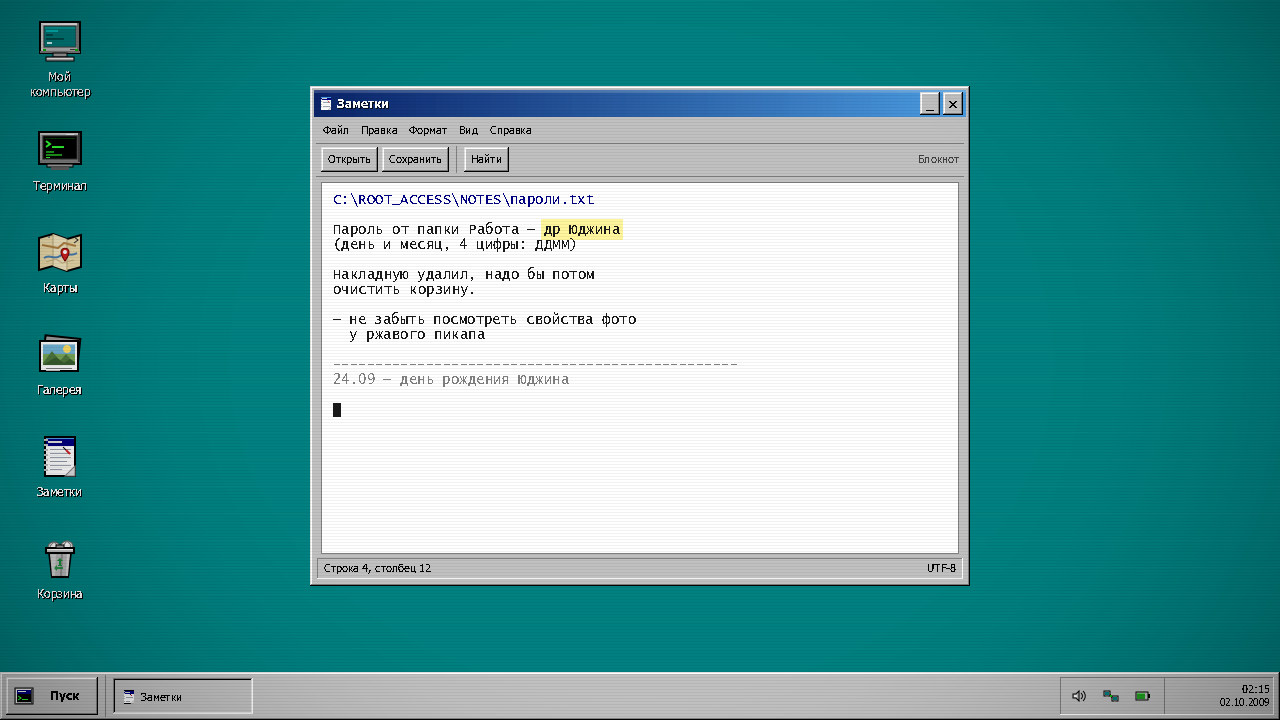 Мой
компьютер
Терминал
Карты
Галерея
Заметки
Корзина
Заметки
Файл Правка Формат Вид Справка
Открыть Сохранить Найти Блокнот
C:\ROOT_ACCESS\NOTES\пароли.txt
Пароль от папки Работа — др Юджина
(день и месяц, 4 цифры: ДДММ)
Накладную удалил, надо бы потом
очистить корзину.
— не забыть посмотреть свойства фото
у ржавого пикапа
------------------------------------------------
24.09 — день рождения Юджина
Строка 4, столбец 12 UTF-8
Пуск Заметки 02:15
02.10.2009